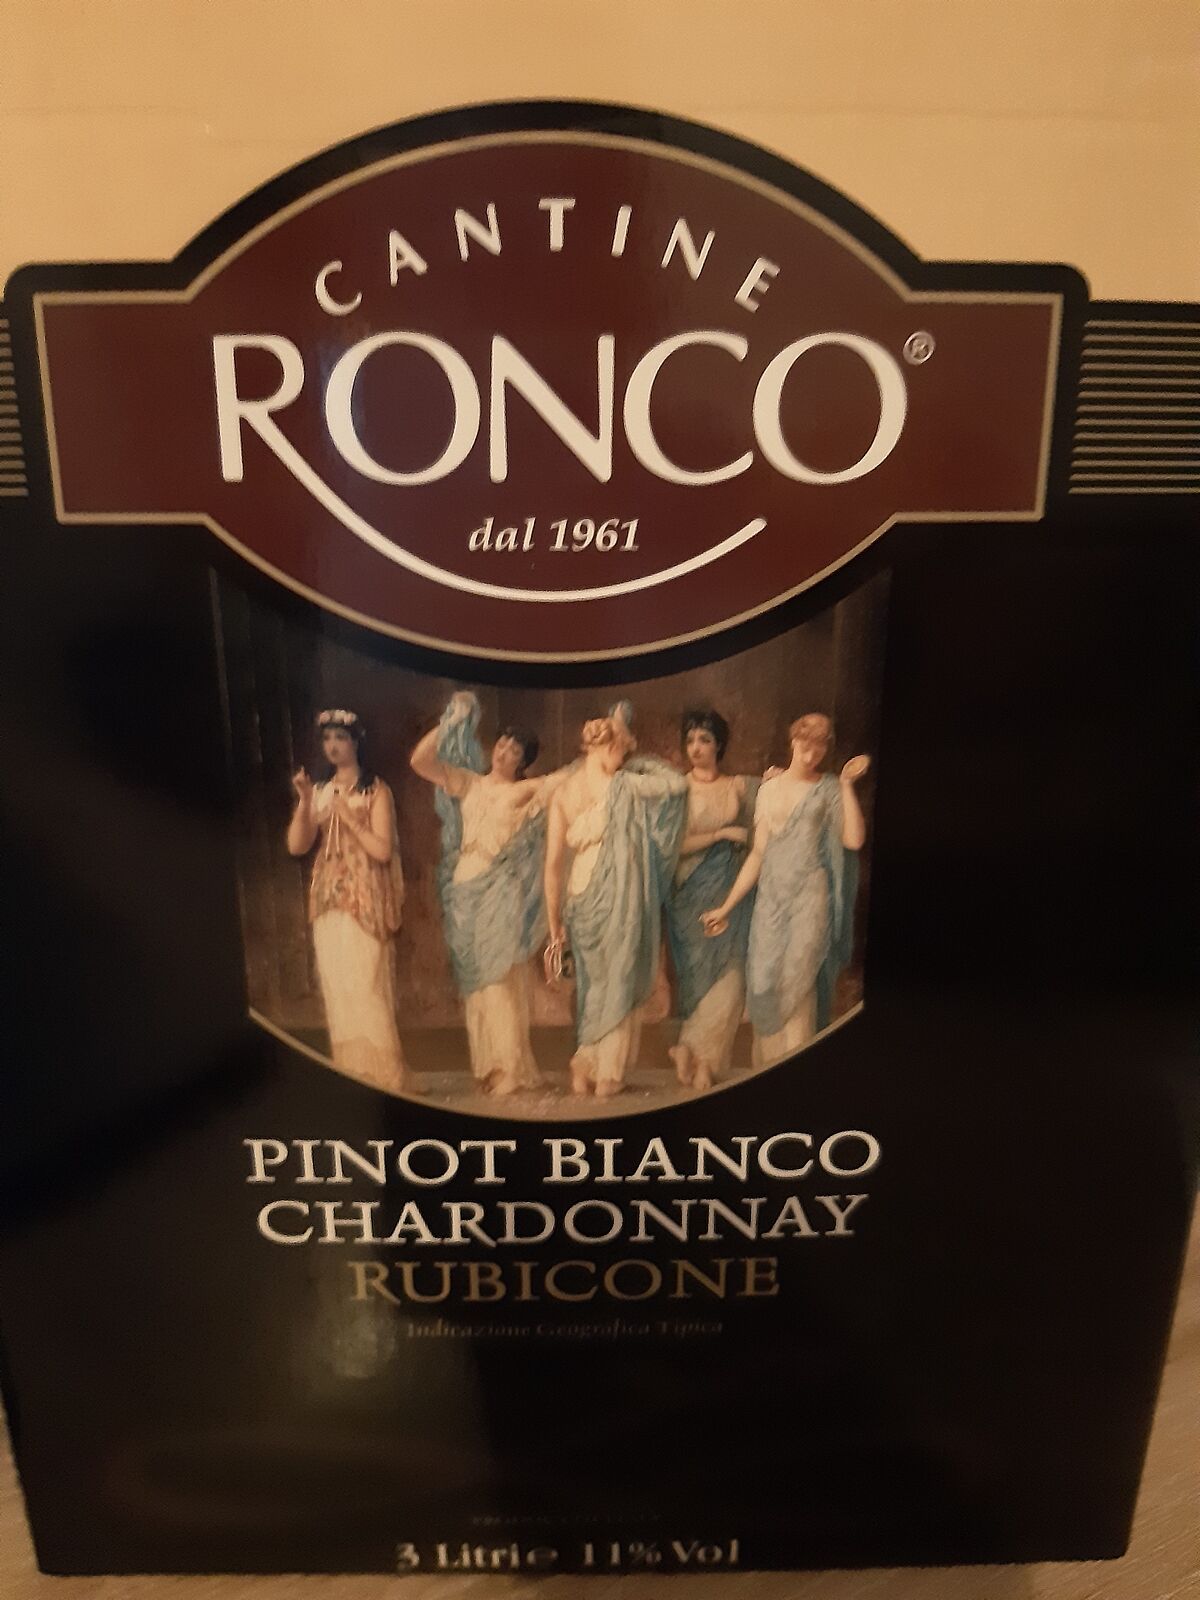 CANTINE
RONCO®
dal 1961
PINOT BIANCO
CHARDONNAY
RUBICONE
Indicazione Geografica Tipica
3 Litri e 11% Vol